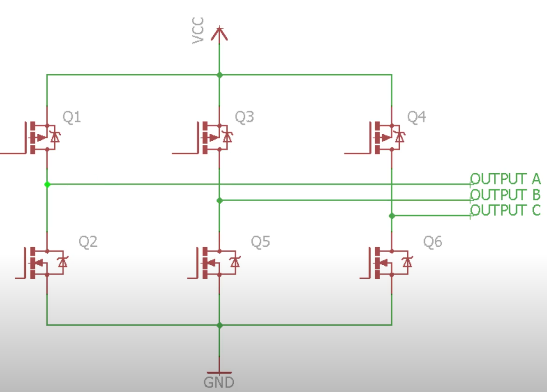 VCC
Q1
Q3
Q4
OUTPUT A
OUTPUT B
OUTPUT C
Q2
Q5
Q6
GND